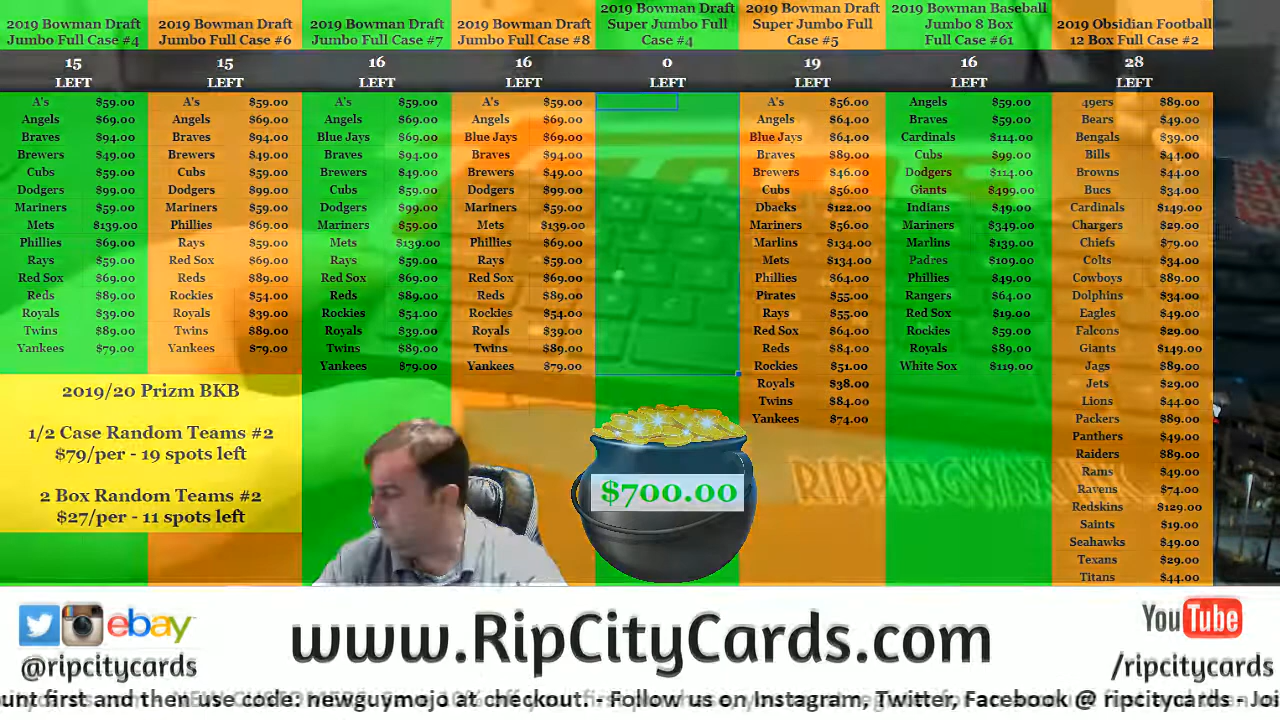 2019 Bowman Draft
Jumbo Full Case #4
15
LEFT
A's $59.00
Angels $69.00
Braves $94.00
Brewers $49.00
Cubs $59.00
Dodgers $99.00
Mariners $59.00
Mets $139.00
Phillies $69.00
Rays $59.00
Red Sox $69.00
Reds $89.00
Royals $39.00
Twins $89.00
Yankees $79.00
2019 Bowman Draft
Jumbo Full Case #6
15
LEFT
A's $59.00
Angels $69.00
Braves $94.00
Brewers $49.00
Cubs $59.00
Dodgers $99.00
Mariners $59.00
Phillies $69.00
Rays $59.00
Red Sox $69.00
Reds $89.00
Rockies $54.00
Royals $39.00
Twins $89.00
Yankees $79.00
2019 Bowman Draft
Jumbo Full Case #7
16
LEFT
A's $59.00
Angels $69.00
Blue Jays $69.00
Braves $94.00
Brewers $49.00
Cubs $59.00
Dodgers $99.00
Mariners $59.00
Mets $139.00
Rays $59.00
Red Sox $69.00
Reds $89.00
Rockies $54.00
Royals $39.00
Twins $89.00
Yankees $79.00
2019 Bowman Draft
Jumbo Full Case #8
16
LEFT
A's $59.00
Angels $69.00
Blue Jays $69.00
Braves $94.00
Brewers $49.00
Dodgers $99.00
Mariners $59.00
Mets $139.00
Phillies $69.00
Rays $59.00
Red Sox $69.00
Reds $89.00
Rockies $54.00
Royals $39.00
Twins $89.00
Yankees $79.00
2019 Bowman Draft
Super Jumbo Full
Case #4
0
LEFT
2019 Bowman Draft
Super Jumbo Full
Case #5
19
LEFT
A's $56.00
Angels $64.00
Blue Jays $64.00
Braves $89.00
Brewers $46.00
Cubs $56.00
Dbacks $122.00
Mariners $56.00
Marlins $134.00
Mets $134.00
Phillies $64.00
Pirates $55.00
Rays $55.00
Red Sox $64.00
Reds $84.00
Rockies $51.00
Royals $38.00
Twins $84.00
Yankees $74.00
2019 Bowman Baseball
Jumbo 8 Box
Full Case #61
16
LEFT
Angels $59.00
Braves $59.00
Cardinals $114.00
Cubs $99.00
Dodgers $114.00
Giants $499.00
Indians $49.00
Mariners $349.00
Marlins $139.00
Padres $109.00
Phillies $49.00
Rangers $64.00
Red Sox $19.00
Rockies $59.00
Royals $89.00
White Sox $119.00
2019 Obsidian Football
12 Box Full Case #2
28
LEFT
49ers $89.00
Bears $49.00
Bengals $39.00
Bills $44.00
Browns $44.00
Bucs $34.00
Cardinals $149.00
Chargers $29.00
Chiefs $79.00
Colts $34.00
Cowboys $89.00
Dolphins $34.00
Eagles $49.00
Falcons $29.00
Giants $149.00
Jags $89.00
Jets $29.00
Lions $44.00
Packers $89.00
Panthers $49.00
Raiders $89.00
Rams $49.00
Ravens $74.00
Redskins $129.00
Saints $19.00
Seahawks $49.00
Texans $29.00
Titans $44.00
2019/20 Prizm BKB
1/2 Case Random Teams #2
$79/per - 19 spots left
2 Box Random Teams #2
$27/per - 11 spots left
$700.00
ebay
@ripcitycards
www.RipCityCards.com
YouTube
/ripcitycards
ount first and then use code: newguymojo at checkout. - Follow us on Instagram, Twitter, Facebook @ ripcitycards - Joi